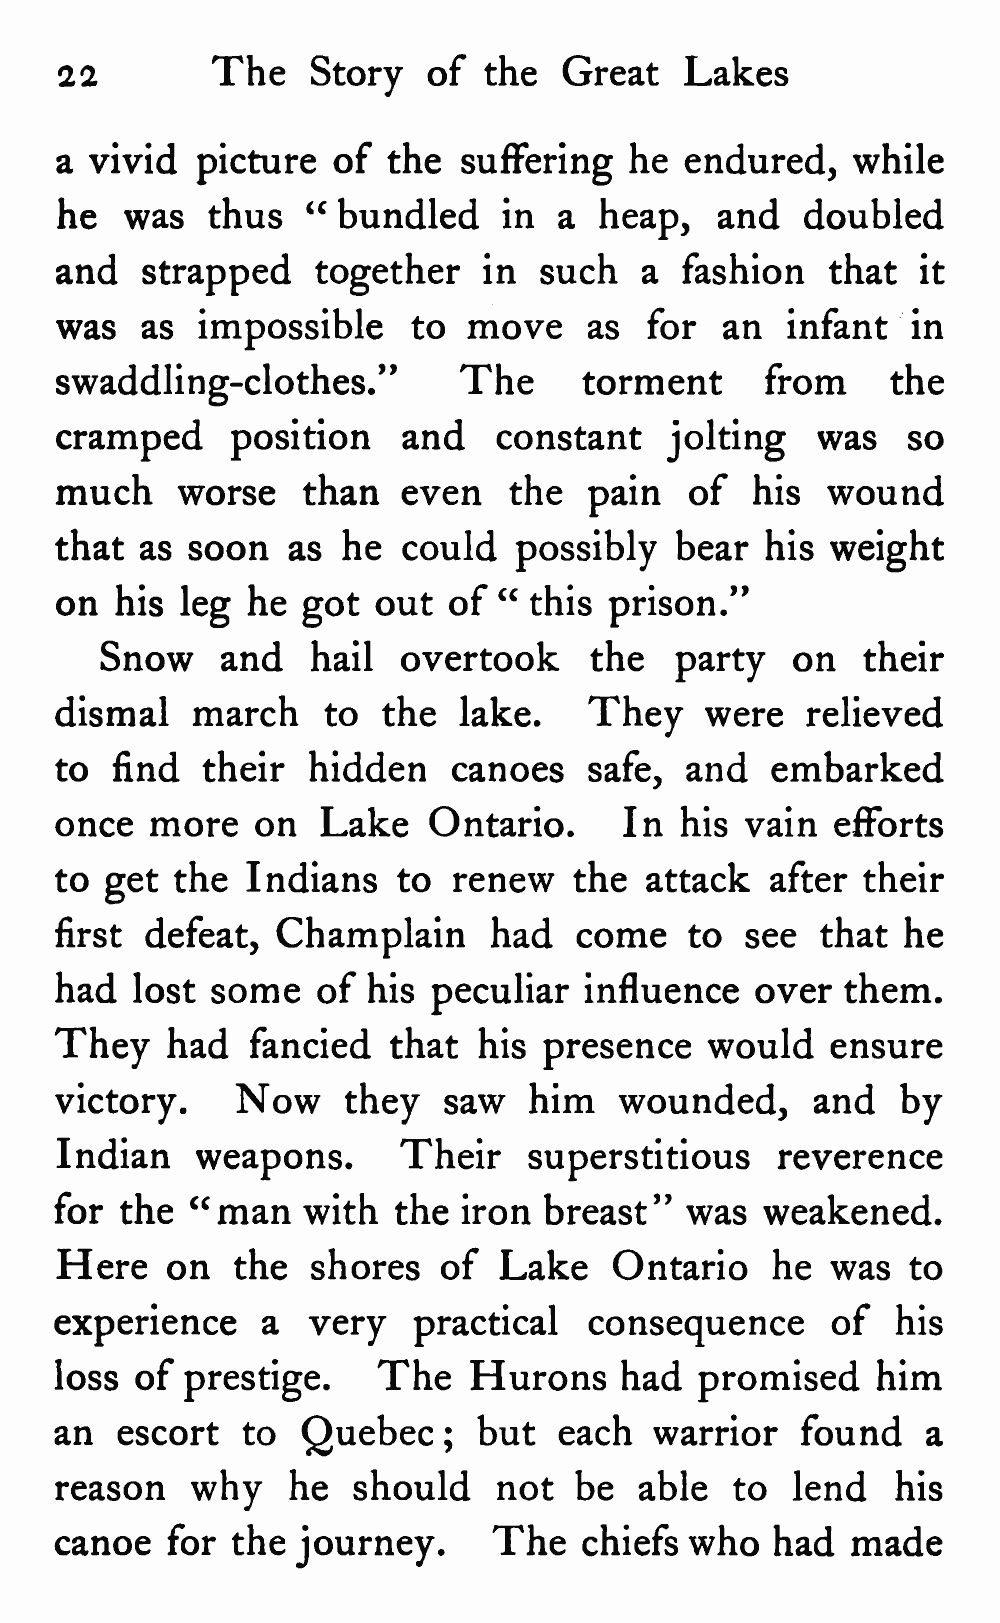 22 The Story of the Great Lakes
a vivid picture of the suffering he endured, while
he was thus “bundled in a heap, and doubled
and strapped together in such a fashion that it
was as impossible to move as for an infant in
swaddling-clothes.” The torment from the
cramped position and constant jolting was so
much worse than even the pain of his wound
that as soon as he could possibly bear his weight
on his leg he got out of “this prison.”
Snow and hail overtook the party on their
dismal march to the lake. They were relieved
to find their hidden canoes safe, and embarked
once more on Lake Ontario. In his vain efforts
to get the Indians to renew the attack after their
first defeat, Champlain had come to see that he
had lost some of his peculiar influence over them.
They had fancied that his presence would ensure
victory. Now they saw him wounded, and by
Indian weapons. Their superstitious reverence
for the “man with the iron breast” was weakened.
Here on the shores of Lake Ontario he was to
experience a very practical consequence of his
loss of prestige. The Hurons had promised him
an escort to Quebec; but each warrior found a
reason why he should not be able to lend his
canoe for the journey. The chiefs who had made